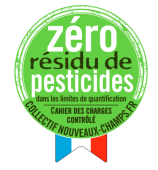 zéro
résidu de
pesticides
dans les limites de quantification
CAHIER DES CHARGES
CONTRÔLÉ
COLLECTIF NOUVEAUX-CHAMPS.FR